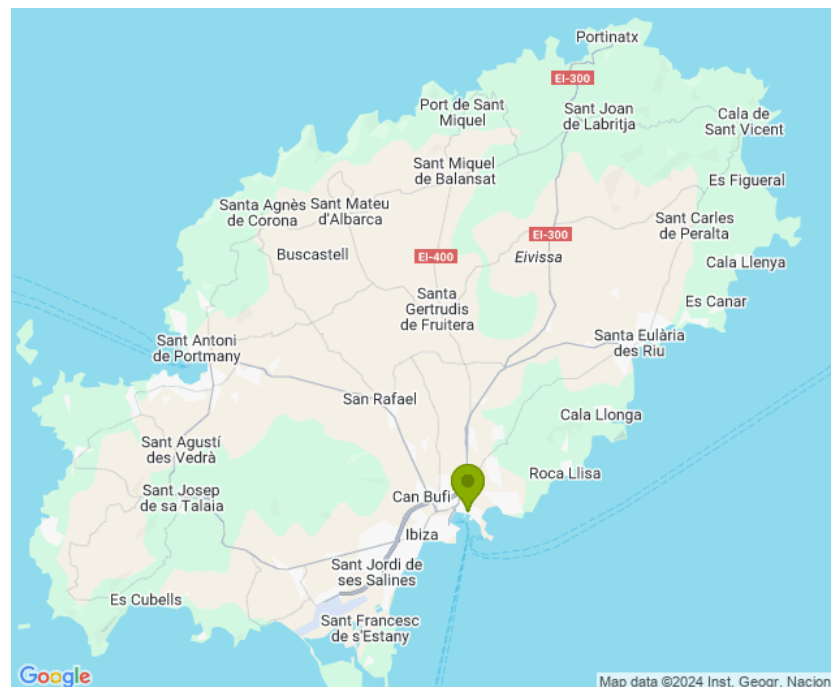 Portinatx
EI-300
Port de Sant
Miquel
Sant Joan
de Labritja
Cala de
Sant Vicent
Sant Miquel
de Balansat
Es Figueral
Santa Agnès
de Corona
Sant Mateu
d'Albarca
Sant Carles
de Peralta
EI-300
Buscastell
EI-400
Eivissa
Cala Llenya
Santa
Gertrudis
de Fruitera
Es Canar
Sant Antoni
de Portmany
Santa Eulària
des Riu
San Rafael
Cala Llonga
Sant Agustí
des Vedrà
Roca Llisa
Sant Josep
de sa Talaia
Can Bufi
Ibiza
Sant Jordi de
ses Salines
Es Cubells
Sant Francesc
de s'Estany
Google
Map data ©2024 Inst. Geogr. Nacion